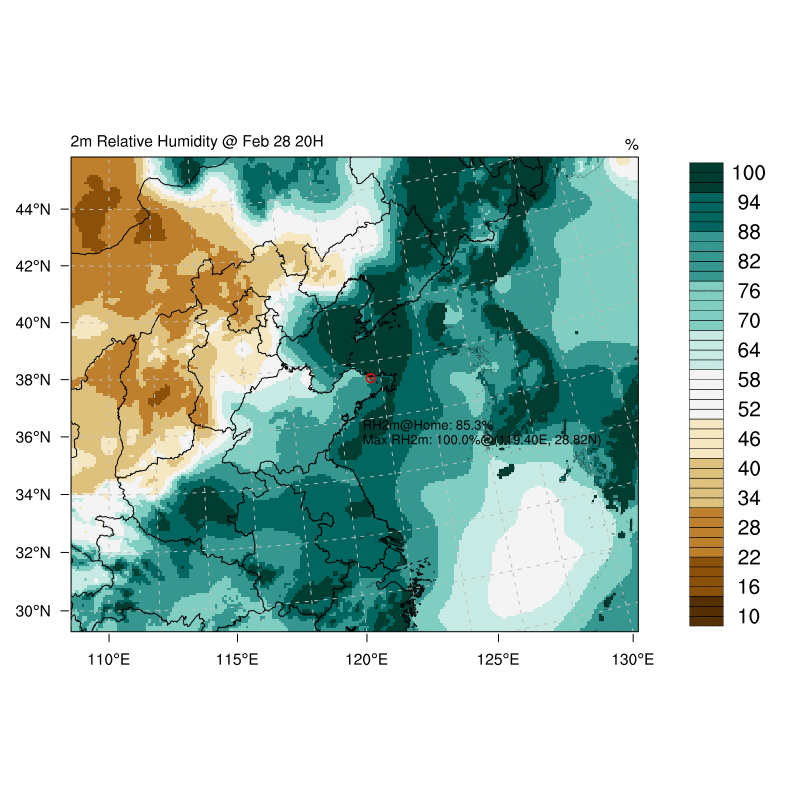 2m Relative Humidity @ Feb 28 20H
%
100
94
88
82
76
70
64
58
52
46
40
34
28
22
16
10
44°N
42°N
40°N
38°N
36°N
34°N
32°N
30°N
RH2m@Home: 85.3%
Max RH2m: 100.0%@(119.40E, 28.82N)
110°E 115°E 120°E 125°E 130°E